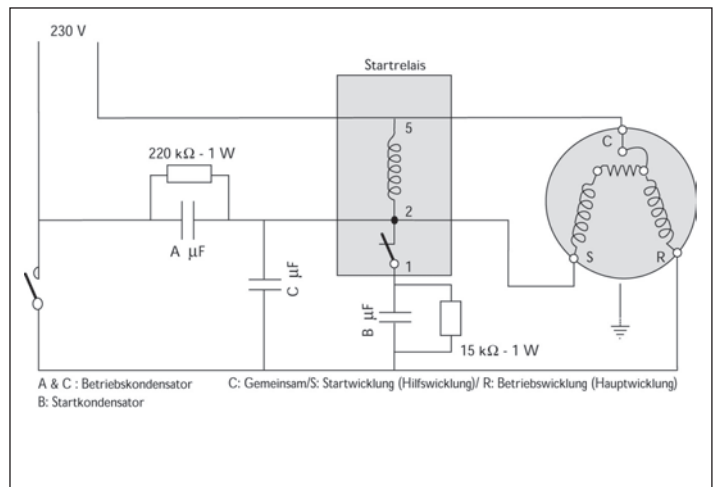 230 V
Startrelais
5
C
220 kΩ - 1 W
2
A µF
C µF
1
S
R
B µF
15 kΩ - 1 W
A & C : Betriebskondensator
C: Gemeinsam/S: Startwicklung (Hilfswicklung)/ R: Betriebswicklung (Hauptwicklung)
B: Startkondensator